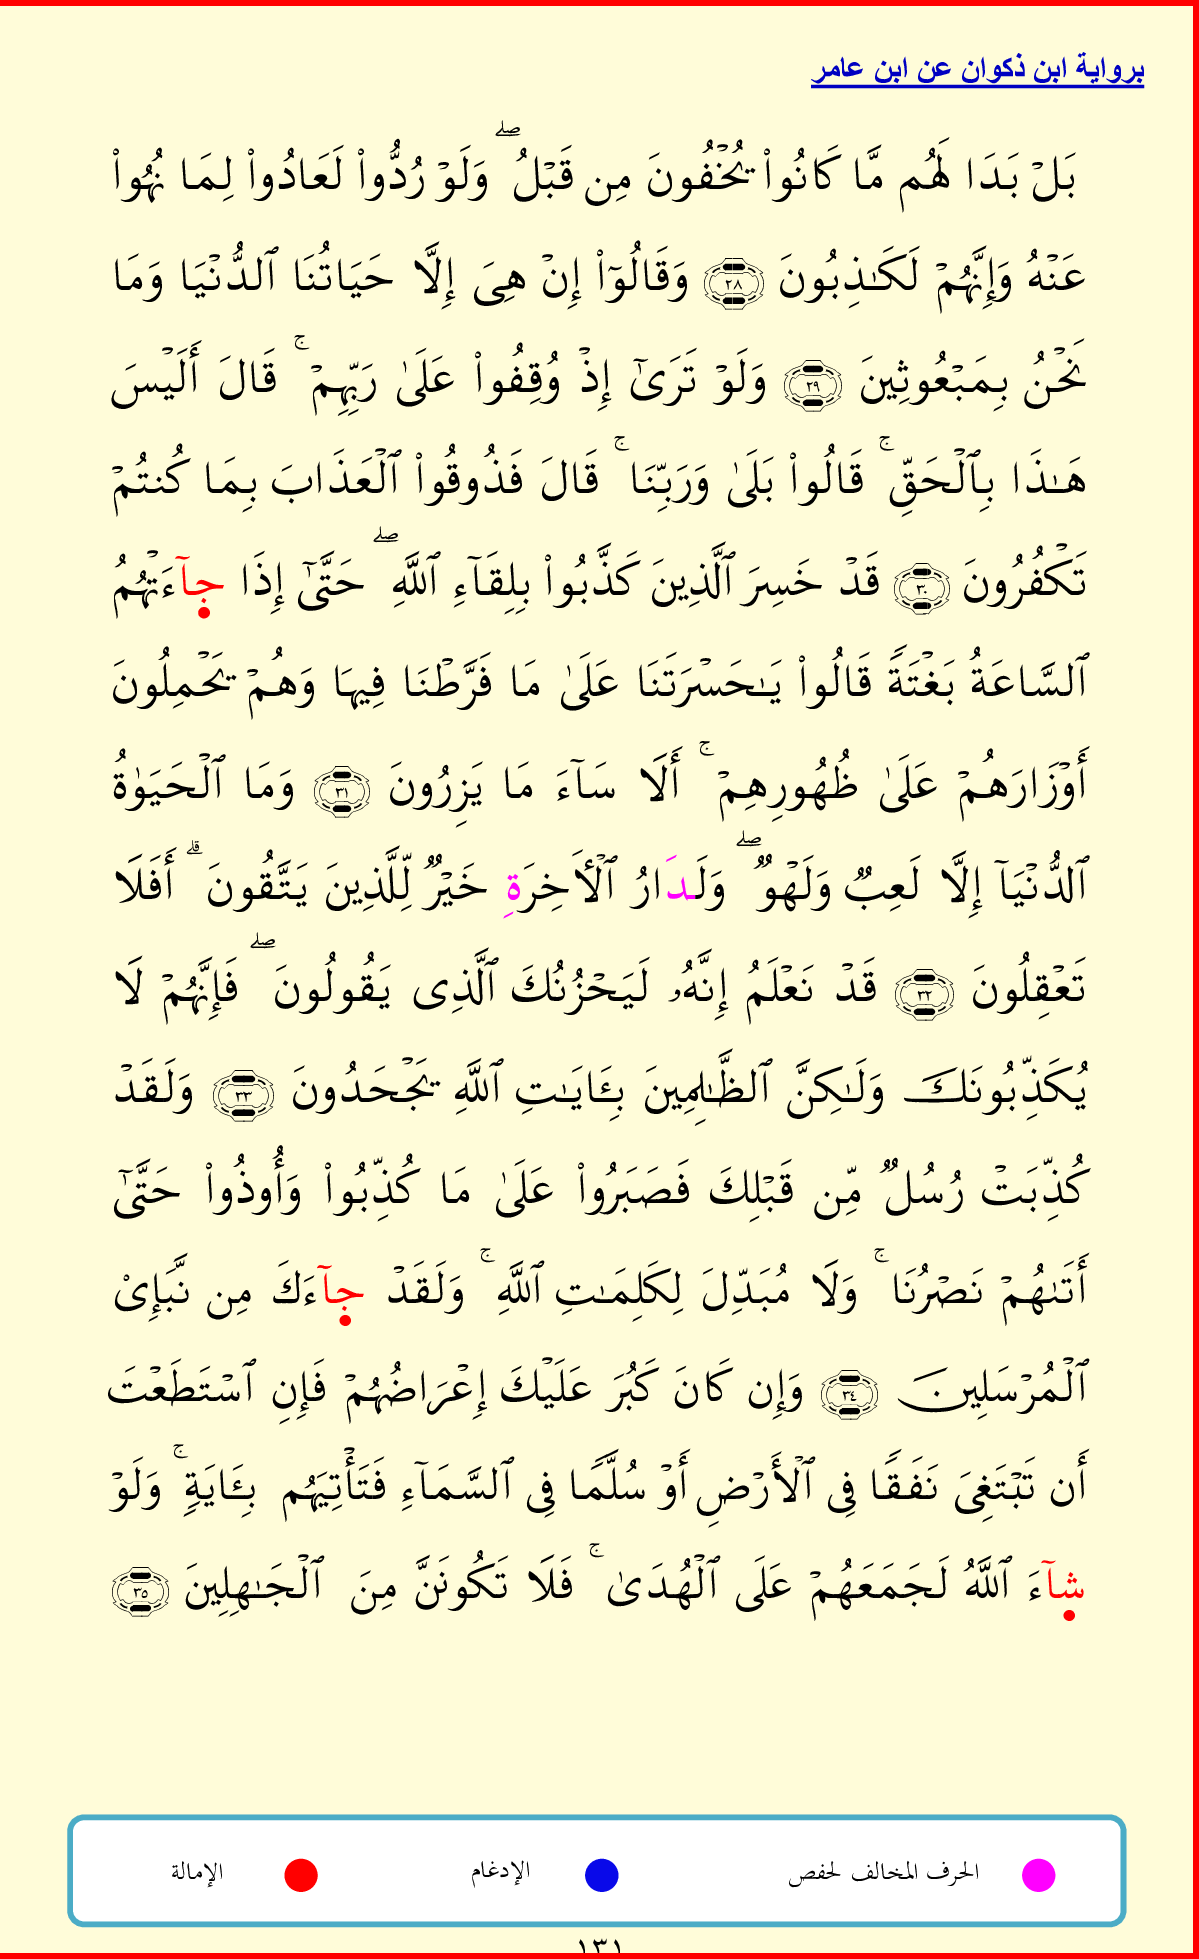 برواية ابن ذكوان عن ابن عامر
بَلۡ بَدَا لَهُم مَّا كَانُوا۟ يُخۡفُونَ مِن قَبۡلُۖ وَلَوۡ رُدُّوا۟ لَعَادُوا۟ لِمَا نُهُوا۟
عَنۡهُ وَإِنَّهُمۡ لَكَـٰذِبُونَ ٢٨ وَقَالُوٓا۟ إِنۡ هِیَ إِلَّا حَيَاتُنَا ٱلدُّنۡيَا وَمَا
نَحۡنُ بِمَبۡعُوثِينَ ٢٩ وَلَوۡ تَرَىٰٓ إِذۡ وُقِفُوا۟ عَلَىٰ رَبِّهِمۡۚ قَالَ أَلَيۡسَ
هَـٰذَا بِٱلۡحَقِّۚ قَالُوا۟ بَلَىٰ وَرَبِّنَاۚ قَالَ فَذُوقُوا۟ ٱلۡعَذَابَ بِمَا كُنتُمۡ
تَكۡفُرُونَ ٣٠ قَدۡ خَسِرَ ٱلَّذِينَ كَذَّبُوا۟ بِلِقَآءِ ٱللَّهِۖ حَتَّىٰٓ إِذَا جآءَتۡهُمُ
ٱلسَّاعَةُ بَغۡتَةٗ قَالُوا۟ يَـٰحَسۡرَتَنَا عَلَىٰ مَا فَرَّطۡنَا فِيهَا وَهُمۡ يَحۡمِلُونَ
أَوۡزَارَهُمۡ عَلَىٰ ظُهُورِهِمۡۚ أَلَا سَآءَ مَا يَزِرُونَ ٣١ وَمَا ٱلۡحَيَوٰةُ
ٱلدُّنۡيَآ إِلَّا لَعِبٞ وَلَهۡوٞۖ وَلَـدَارُ ٱلۡأَخِرَةِ خَيۡرٞ لِّلَّذِينَ يَتَّقُونَۗ أَفَلَا
تَعۡقِلُونَ ٣٢ قَدۡ نَعۡلَمُ إِنَّهُۥ لَيَحۡزُنُكَ ٱلَّذِی يَقُولُونَۖ فَإِنَّهُمۡ لَا
يُكَذِّبُونَكَ وَلَـٰكِنَّ ٱلظَّـٰلِمِينَ بِـَٔايَـٰتِ ٱللَّهِ يَجۡحَدُونَ ٣٣ وَلَقَدۡ
كُذِّبَتۡ رُسُلٞ مِّن قَبۡلِكَ فَصَبَرُوا۟ عَلَىٰ مَا كُذِّبُوا۟ وَأُوذُوا۟ حَتَّىٰٓ
أَتَىٰهُمۡ نَصۡرُنَاۚ وَلَا مُبَدِّلَ لِكَلِمَـٰتِ ٱللَّهِۚ وَلَقَدۡ جآءَكَ مِن نَّبَإِیْ
ٱلۡمُرۡسَلِينَ ٣٤ وَإِن كَانَ كَبُرَ عَلَيۡكَ إِعۡرَاضُهُمۡ فَإِنِ ٱسۡتَطَعۡتَ
أَن تَبۡتَغِیَ نَفَقٗا فِی ٱلۡأَرۡضِ أَوۡ سُلَّمٗا فِی ٱلسَّمَآءِ فَتَأۡتِيَهُم بِـَٔايَةٖۚ وَلَوۡ
شآءَ ٱللَّهُ لَجَمَعَهُمۡ عَلَى ٱلۡهُدَىٰۚ فَلَا تَكُونَنَّ مِنَ ٱلۡجَـٰهِلِينَ ٣٥
الحرف المخالف لحفص الإدغام الإمالة
١٣١